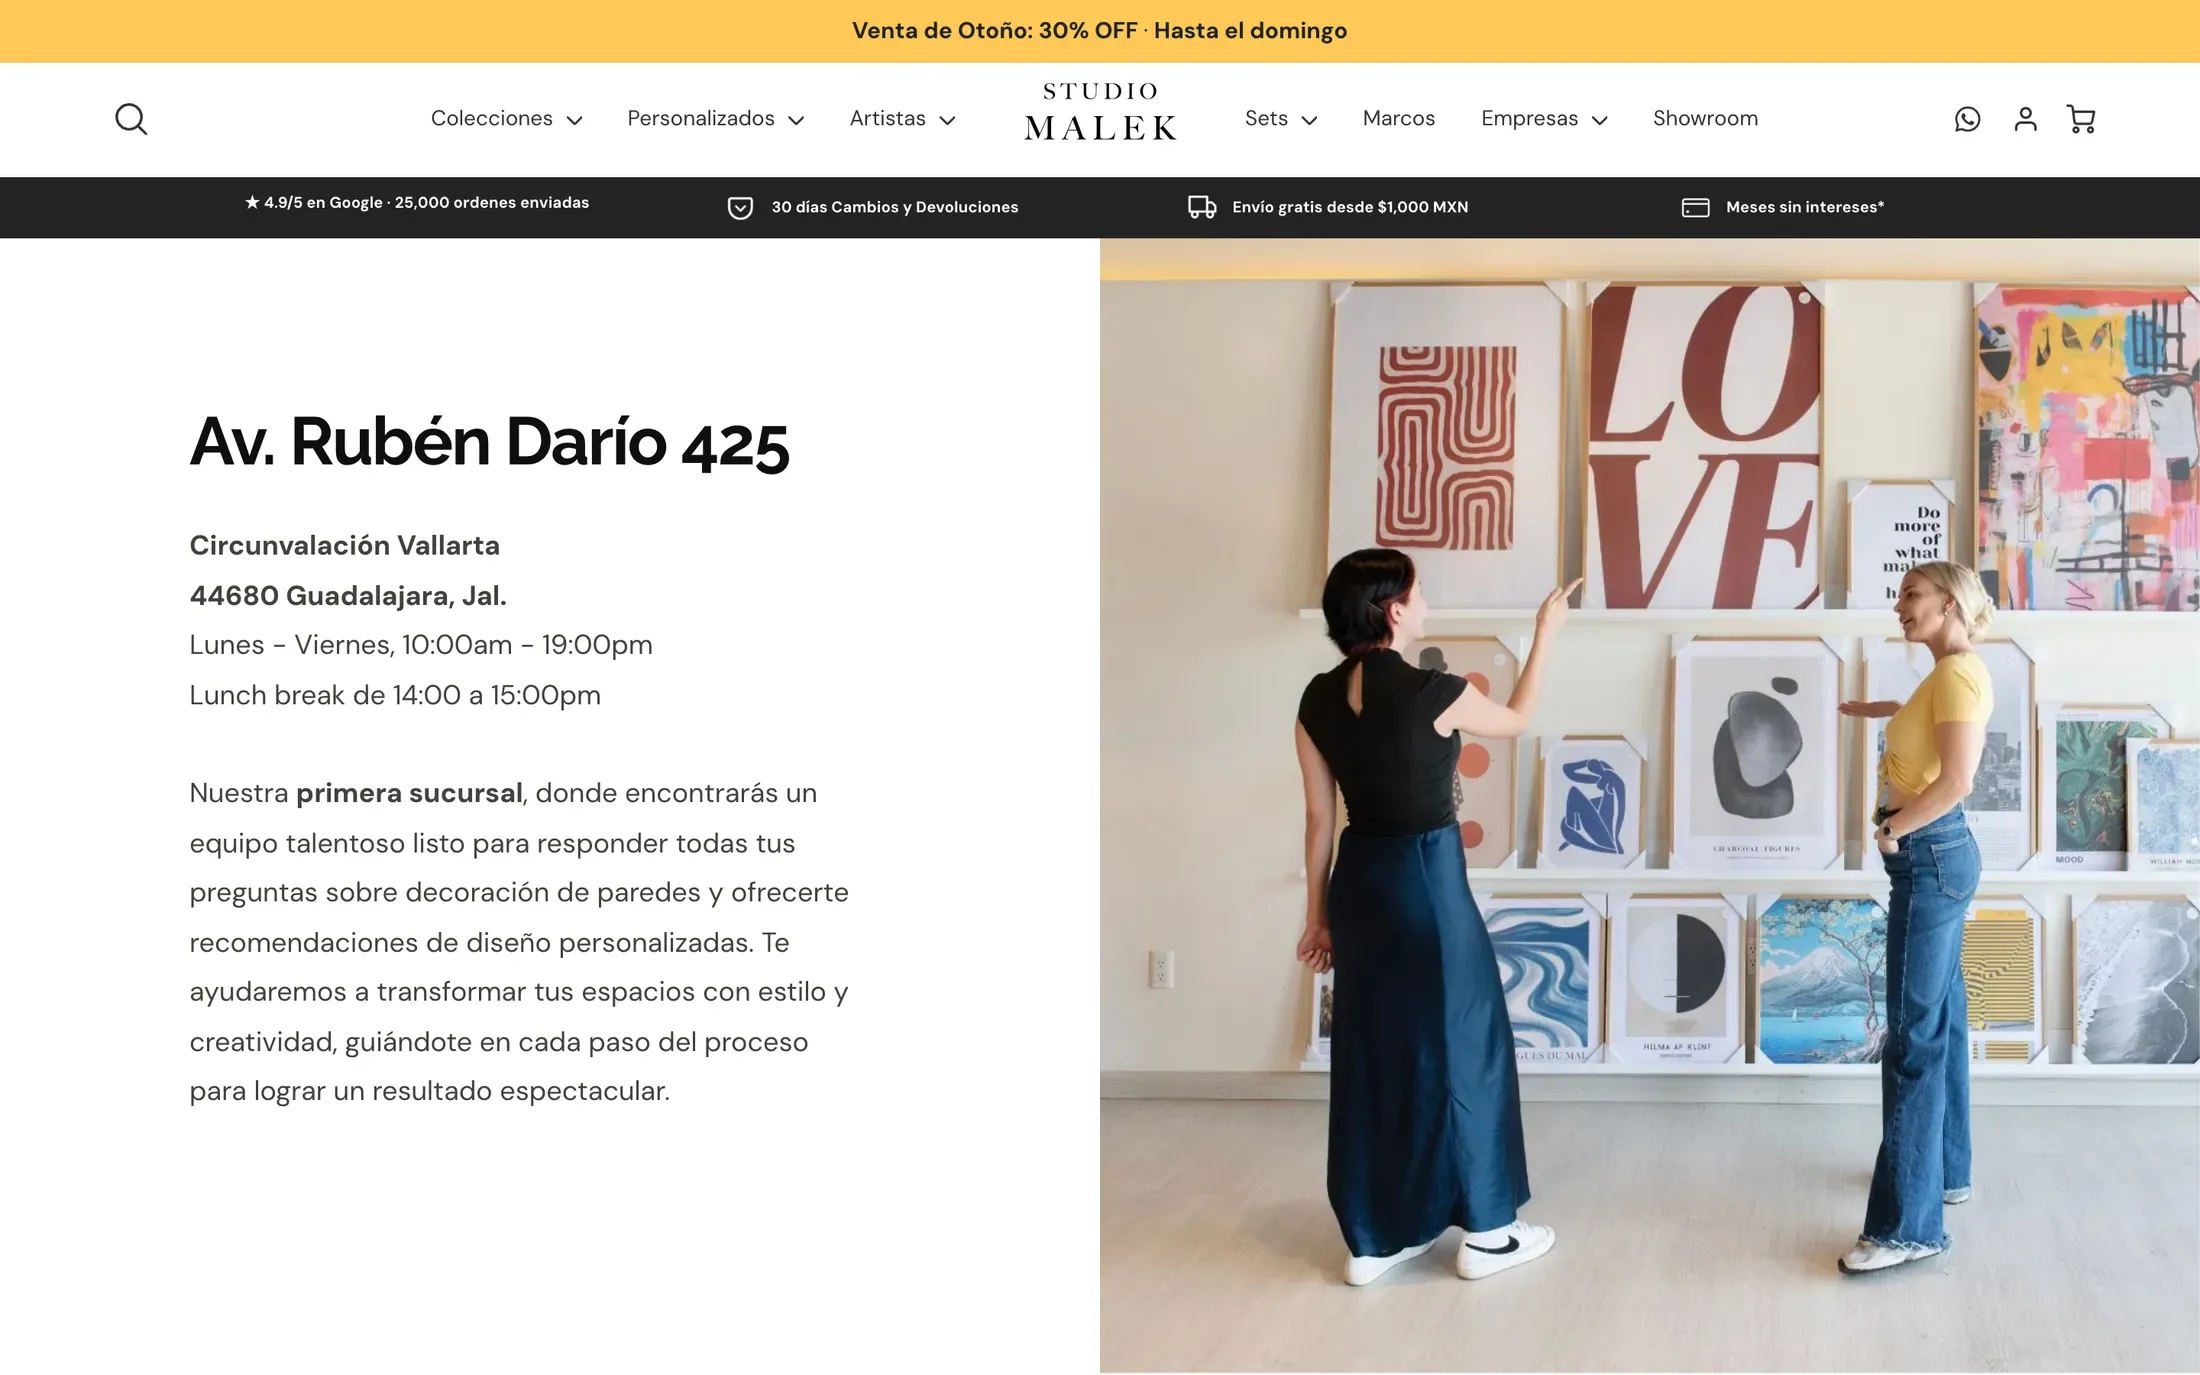 Venta de Otoño: 30% OFF · Hasta el domingo
Colecciones
Personalizados
Artistas
STUDIO
MALEK
Sets
Marcos
Empresas
Showroom
★ 4.9/5 en Google · 25,000 ordenes enviadas
30 días Cambios y Devoluciones
Envío gratis desde $1,000 MXN
Meses sin intereses*
Av. Rubén Darío 425
Circunvalación Vallarta
44680 Guadalajara, Jal.
Lunes - Viernes, 10:00am - 19:00pm
Lunch break de 14:00 a 15:00pm
Nuestra primera sucursal, donde encontrarás un
equipo talentoso listo para responder todas tus
preguntas sobre decoración de paredes y ofrecerte
recomendaciones de diseño personalizadas. Te
ayudaremos a transformar tus espacios con estilo y
creatividad, guiándote en cada paso del proceso
para lograr un resultado espectacular.
LO
VE
Do
more
of
what
CHARCOAL FIGURES
MOOD
DU MAL
HILMA AF KLINT